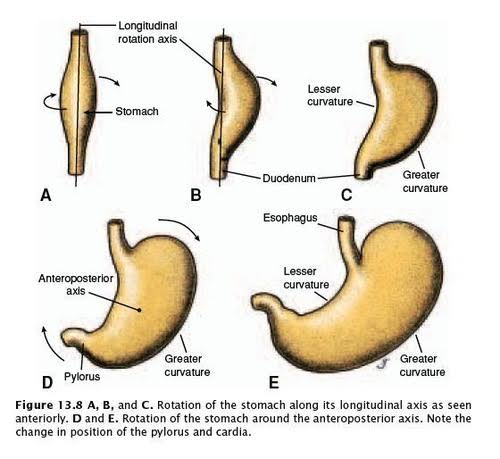 Longitudinal
rotation axis
Stomach
A
B
Duodenum
Lesser
curvature
Greater
curvature
C
Anteroposterior
axis
Pylorus
Greater
curvature
D
Esophagus
Lesser
curvature
Greater
curvature
E
Figure 13.8 A, B, and C. Rotation of the stomach along its longitudinal axis as seen
anteriorly. D and E. Rotation of the stomach around the anteroposterior axis. Note the
change in position of the pylorus and cardia.